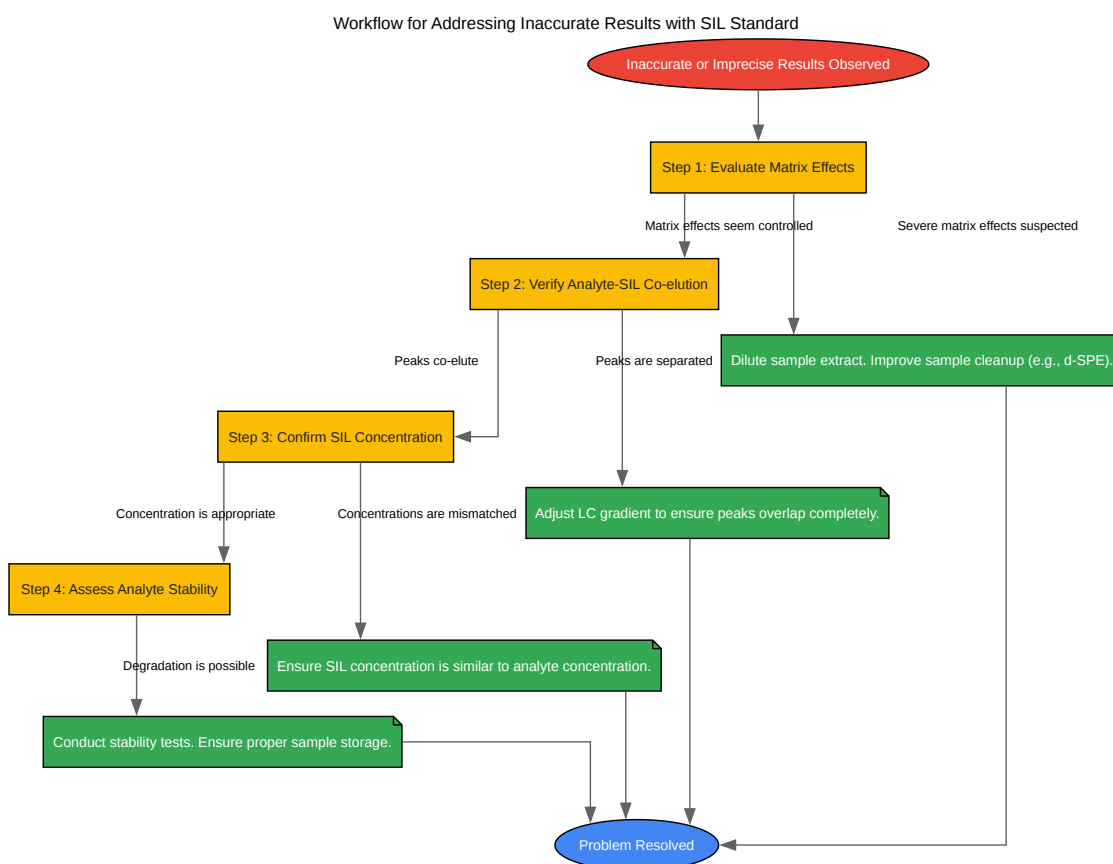 Workflow for Addressing Inaccurate Results with SIL Standard
Inaccurate or Imprecise Results Observed
Step 1: Evaluate Matrix Effects
Matrix effects seem controlled
Severe matrix effects suspected
Step 2: Verify Analyte-SIL Co-elution
Peaks co-elute
Peaks are separated
Dilute sample extract. Improve sample cleanup (e.g., d-SPE).
Step 3: Confirm SIL Concentration
Concentration is appropriate
Concentrations are mismatched
Adjust LC gradient to ensure peaks overlap completely.
Step 4: Assess Analyte Stability
Degradation is possible
Ensure SIL concentration is similar to analyte concentration.
Conduct stability tests. Ensure proper sample storage.
Problem Resolved